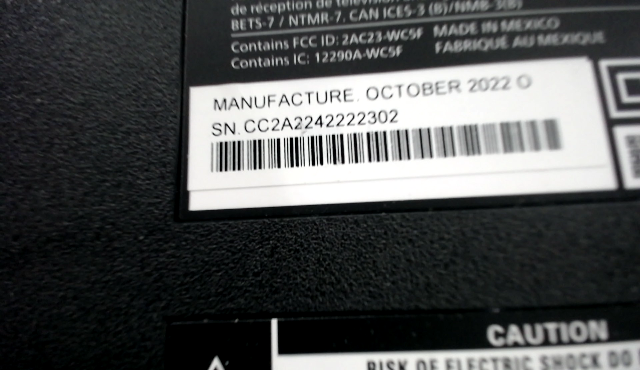 de réception de télévision
BETS-7 / NTMR-7. CAN ICES-3 (B)/NMB-3(B)
Contains FCC ID: 2AC23-WC5F MADE IN MEXICO
Contains IC: 12290A-WC5F FABRIQUÉ AU MEXIQUE
MANUFACTURE. OCTOBER 2022 O
SN.CC2A2242222302
CAUTION
RISK OF ELECTRIC SHOCK DO